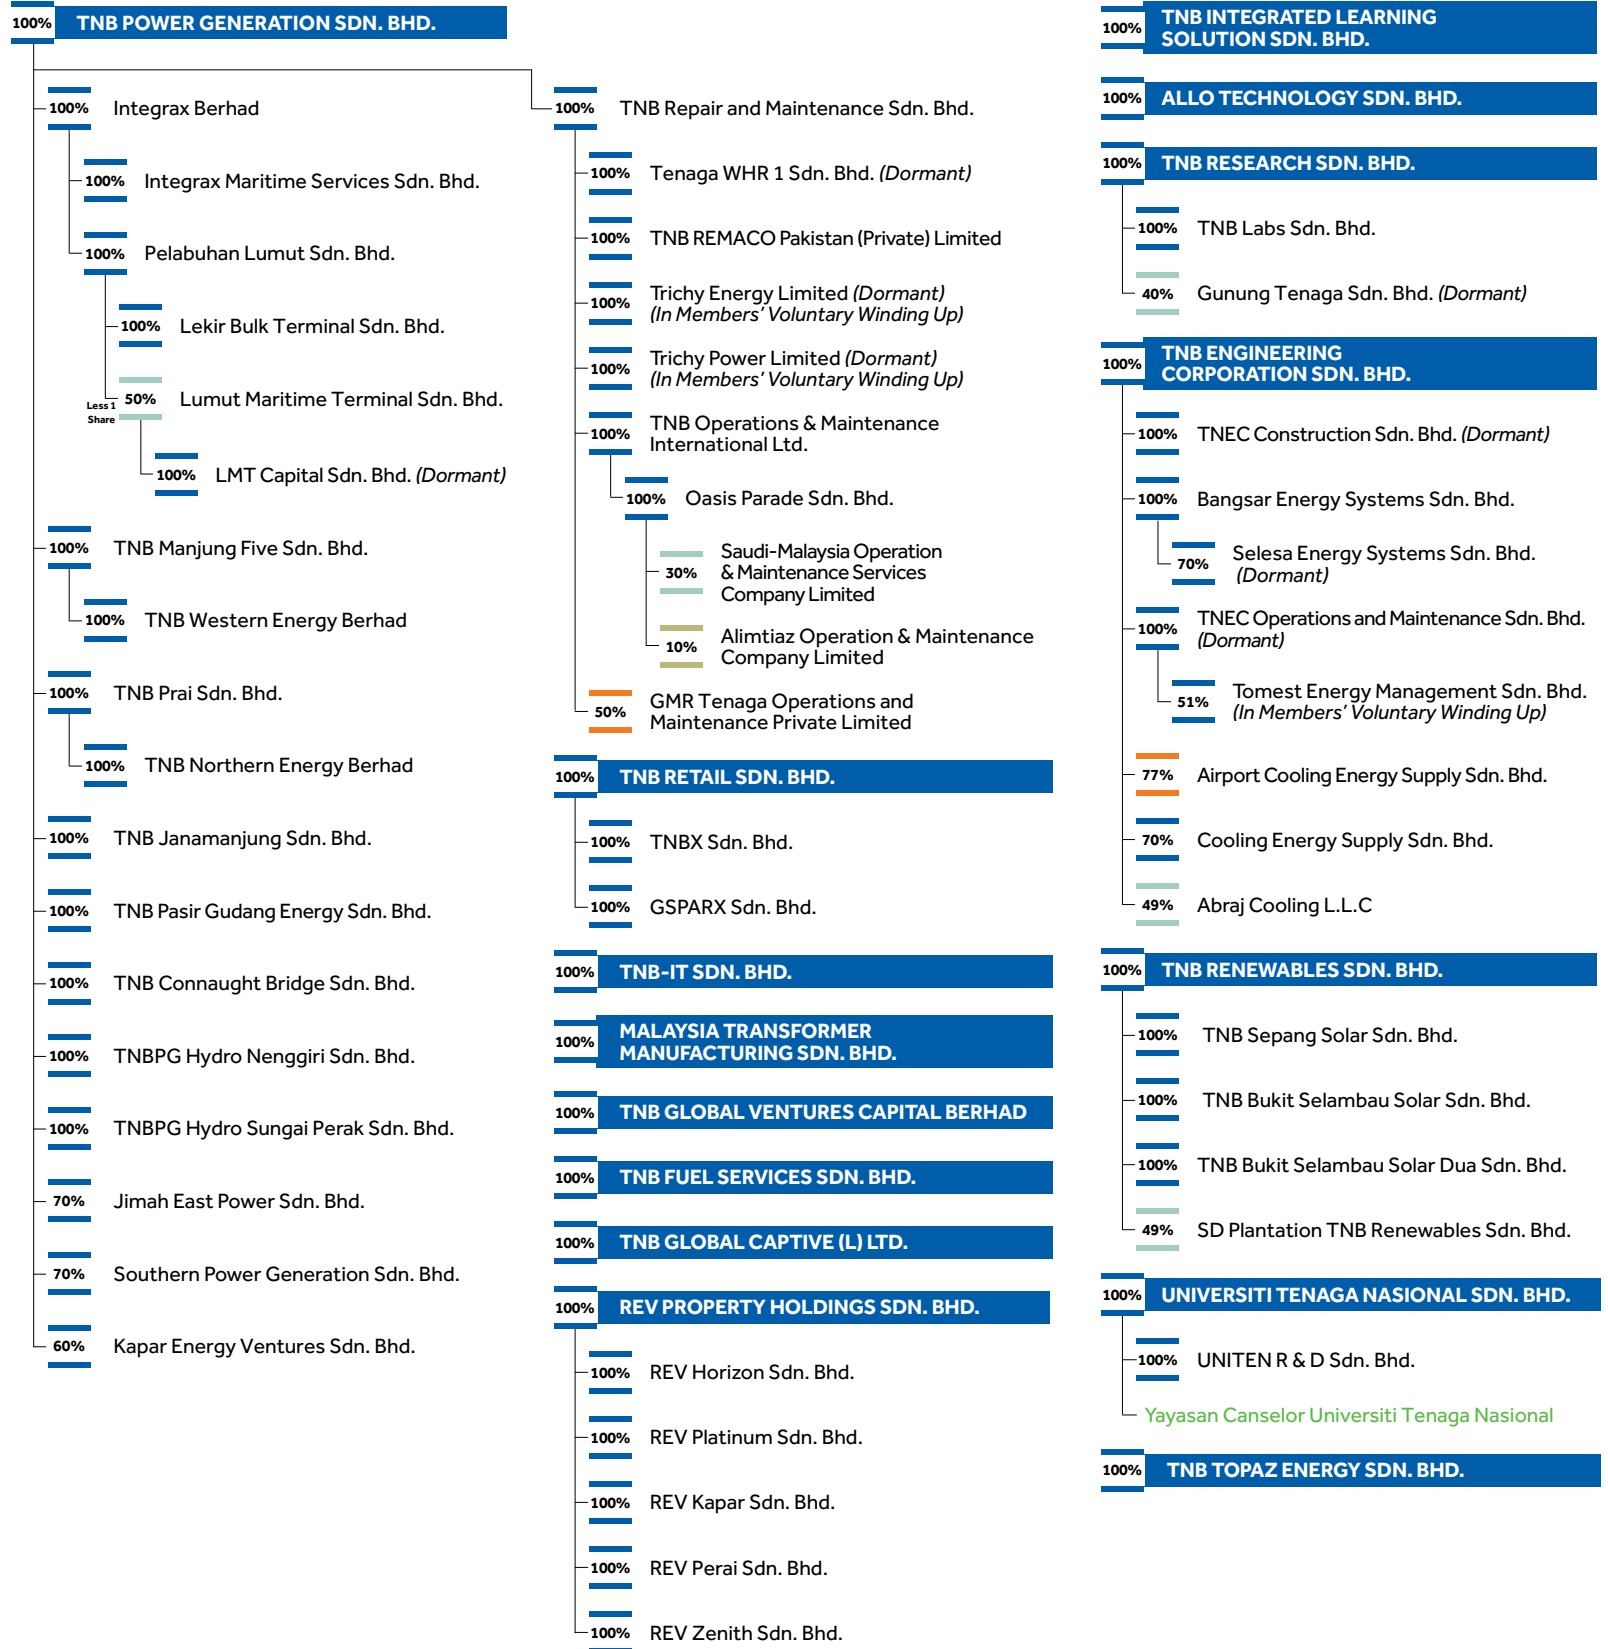 100% TNB POWER GENERATION SDN. BHD.
100% Integrax Berhad
100% Integrax Maritime Services Sdn. Bhd.
100% Pelabuhan Lumut Sdn. Bhd.
100% Lekir Bulk Terminal Sdn. Bhd.
Less 1
Share
50% Lumut Maritime Terminal Sdn. Bhd.
100% LMT Capital Sdn. Bhd. (Dormant)
100% TNB Manjung Five Sdn. Bhd.
100% TNB Western Energy Berhad
100% TNB Prai Sdn. Bhd.
100% TNB Northern Energy Berhad
100% TNB Janamanjung Sdn. Bhd.
100% TNB Pasir Gudang Energy Sdn. Bhd.
100% TNB Connaught Bridge Sdn. Bhd.
100% TNBPG Hydro Nenggiri Sdn. Bhd.
100% TNBPG Hydro Sungai Perak Sdn. Bhd.
70% Jimah East Power Sdn. Bhd.
70% Southern Power Generation Sdn. Bhd.
60% Kapar Energy Ventures Sdn. Bhd.
100% TNB Repair and Maintenance Sdn. Bhd.
100% Tenaga WHR 1 Sdn. Bhd. (Dormant)
100% TNB REMACO Pakistan (Private) Limited
100% Trichy Energy Limited (Dormant)
(In Members' Voluntary Winding Up)
100% Trichy Power Limited (Dormant)
(In Members' Voluntary Winding Up)
100% TNB Operations & Maintenance
International Ltd.
100% Oasis Parade Sdn. Bhd.
30% Saudi-Malaysia Operation
& Maintenance Services
Company Limited
10% Alimtiaz Operation & Maintenance
Company Limited
50% GMR Tenaga Operations and
Maintenance Private Limited
100% TNB RETAIL SDN. BHD.
100% TNBX Sdn. Bhd.
100% GSPARX Sdn. Bhd.
100% TNB-IT SDN. BHD.
100% MALAYSIA TRANSFORMER
MANUFACTURING SDN. BHD.
100% TNB GLOBAL VENTURES CAPITAL BERHAD
100% TNB FUEL SERVICES SDN. BHD.
100% TNB GLOBAL CAPTIVE (L) LTD.
100% REV PROPERTY HOLDINGS SDN. BHD.
100% REV Horizon Sdn. Bhd.
100% REV Platinum Sdn. Bhd.
100% REV Kapar Sdn. Bhd.
100% REV Perai Sdn. Bhd.
100% REV Zenith Sdn. Bhd.
100% TNB INTEGRATED LEARNING
SOLUTION SDN. BHD.
100% ALLO TECHNOLOGY SDN. BHD.
100% TNB RESEARCH SDN. BHD.
100% TNB Labs Sdn. Bhd.
40% Gunung Tenaga Sdn. Bhd. (Dormant)
100% TNB ENGINEERING
CORPORATION SDN. BHD.
100% TNEC Construction Sdn. Bhd. (Dormant)
100% Bangsar Energy Systems Sdn. Bhd.
70% Selesa Energy Systems Sdn. Bhd.
(Dormant)
100% TNEC Operations and Maintenance Sdn. Bhd.
(Dormant)
51% Tomest Energy Management Sdn. Bhd.
(In Members' Voluntary Winding Up)
77% Airport Cooling Energy Supply Sdn. Bhd.
70% Cooling Energy Supply Sdn. Bhd.
49% Abraj Cooling L.L.C
100% TNB RENEWABLES SDN. BHD.
100% TNB Sepang Solar Sdn. Bhd.
100% TNB Bukit Selambau Solar Sdn. Bhd.
100% TNB Bukit Selambau Solar Dua Sdn. Bhd.
49% SD Plantation TNB Renewables Sdn. Bhd.
100% UNIVERSITI TENAGA NASIONAL SDN. BHD.
100% UNITEN R & D Sdn. Bhd.
Yayasan Canselor Universiti Tenaga Nasional
100% TNB TOPAZ ENERGY SDN. BHD.